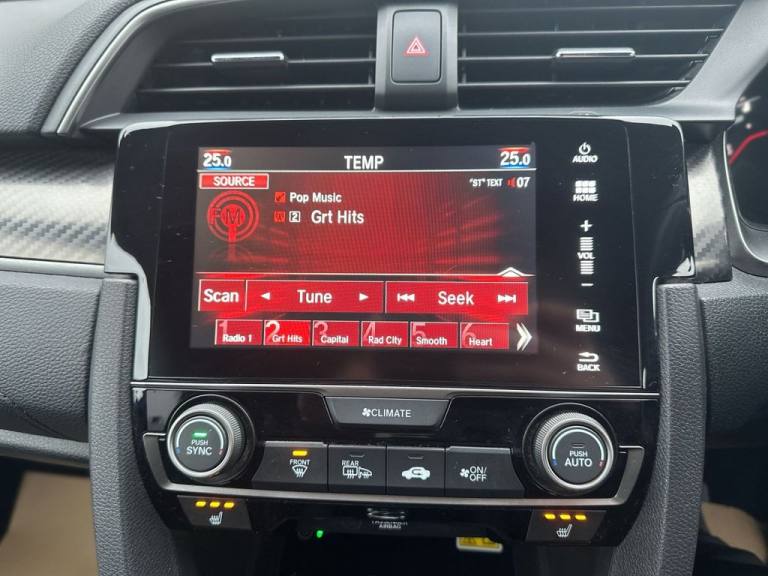 25.0 TEMP 25.0
SOURCE "ST" TEXT 07
FM
Pop Music
2 Grt Hits
Scan Tune Seek
1 2 3 4 5 6
Radio 1 Grt Hits Capital Rad City Smooth Heart
AUDIO
HOME
+
VOL
-
MENU
BACK
CLIMATE
PUSH
SYNC
FRONT
REAR
ON/
OFF
PUSH
AUTO
AIRBAG